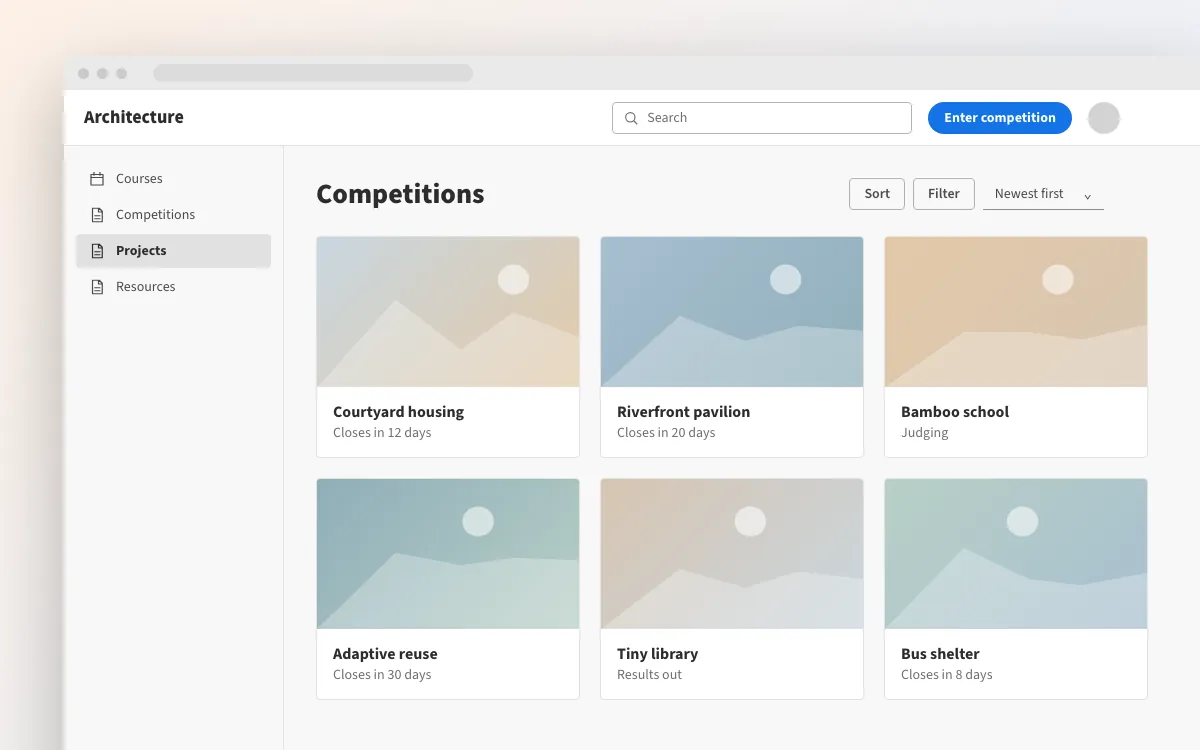 Architecture
Search
Enter competition
Courses
Competitions
Projects
Resources
Competitions
Sort
Filter
Newest first
Courtyard housing
Closes in 12 days
Riverfront pavilion
Closes in 20 days
Bamboo school
Judging
Adaptive reuse
Closes in 30 days
Tiny library
Results out
Bus shelter
Closes in 8 days